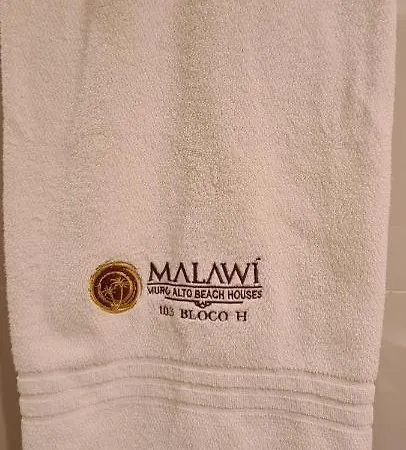 MALAWÍ
MURO ALTO BEACH HOUSES
103 BLOCO H